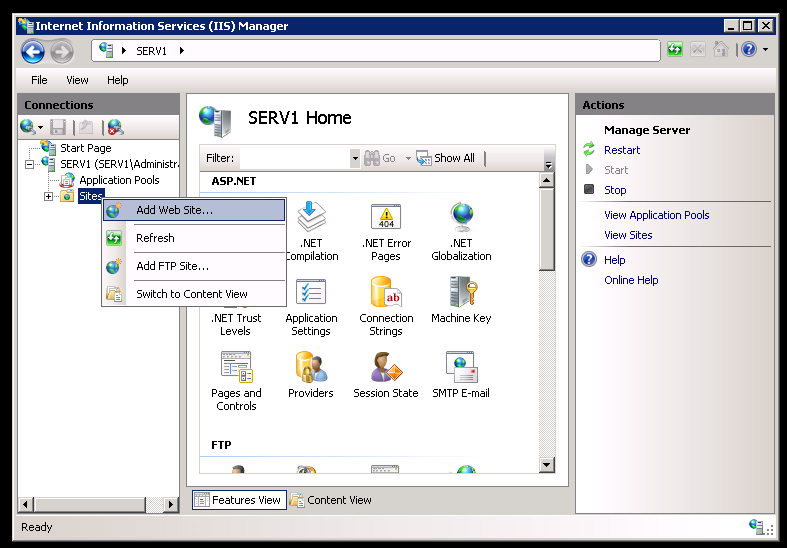 Internet Information Services (IIS) Manager
SERV1
File View Help
Connections
Start Page
SERV1 (SERV1\Administra
Application Pools
Sites
Add Web Site...
Refresh
Add FTP Site...
Switch to Content View
SERV1 Home
Filter: Go Show All
ASP.NET
.NET
Compilation
.NET Error
Pages
404
.NET
Globalization
.NET Trust
Levels
Application
Settings
ab
Connection
Strings
Machine Key
Pages and
Controls
Providers
Session State
SMTP E-mail
FTP
Features View
Content View
Actions
Manage Server
Restart
Start
Stop
View Application Pools
View Sites
Help
Online Help
Ready